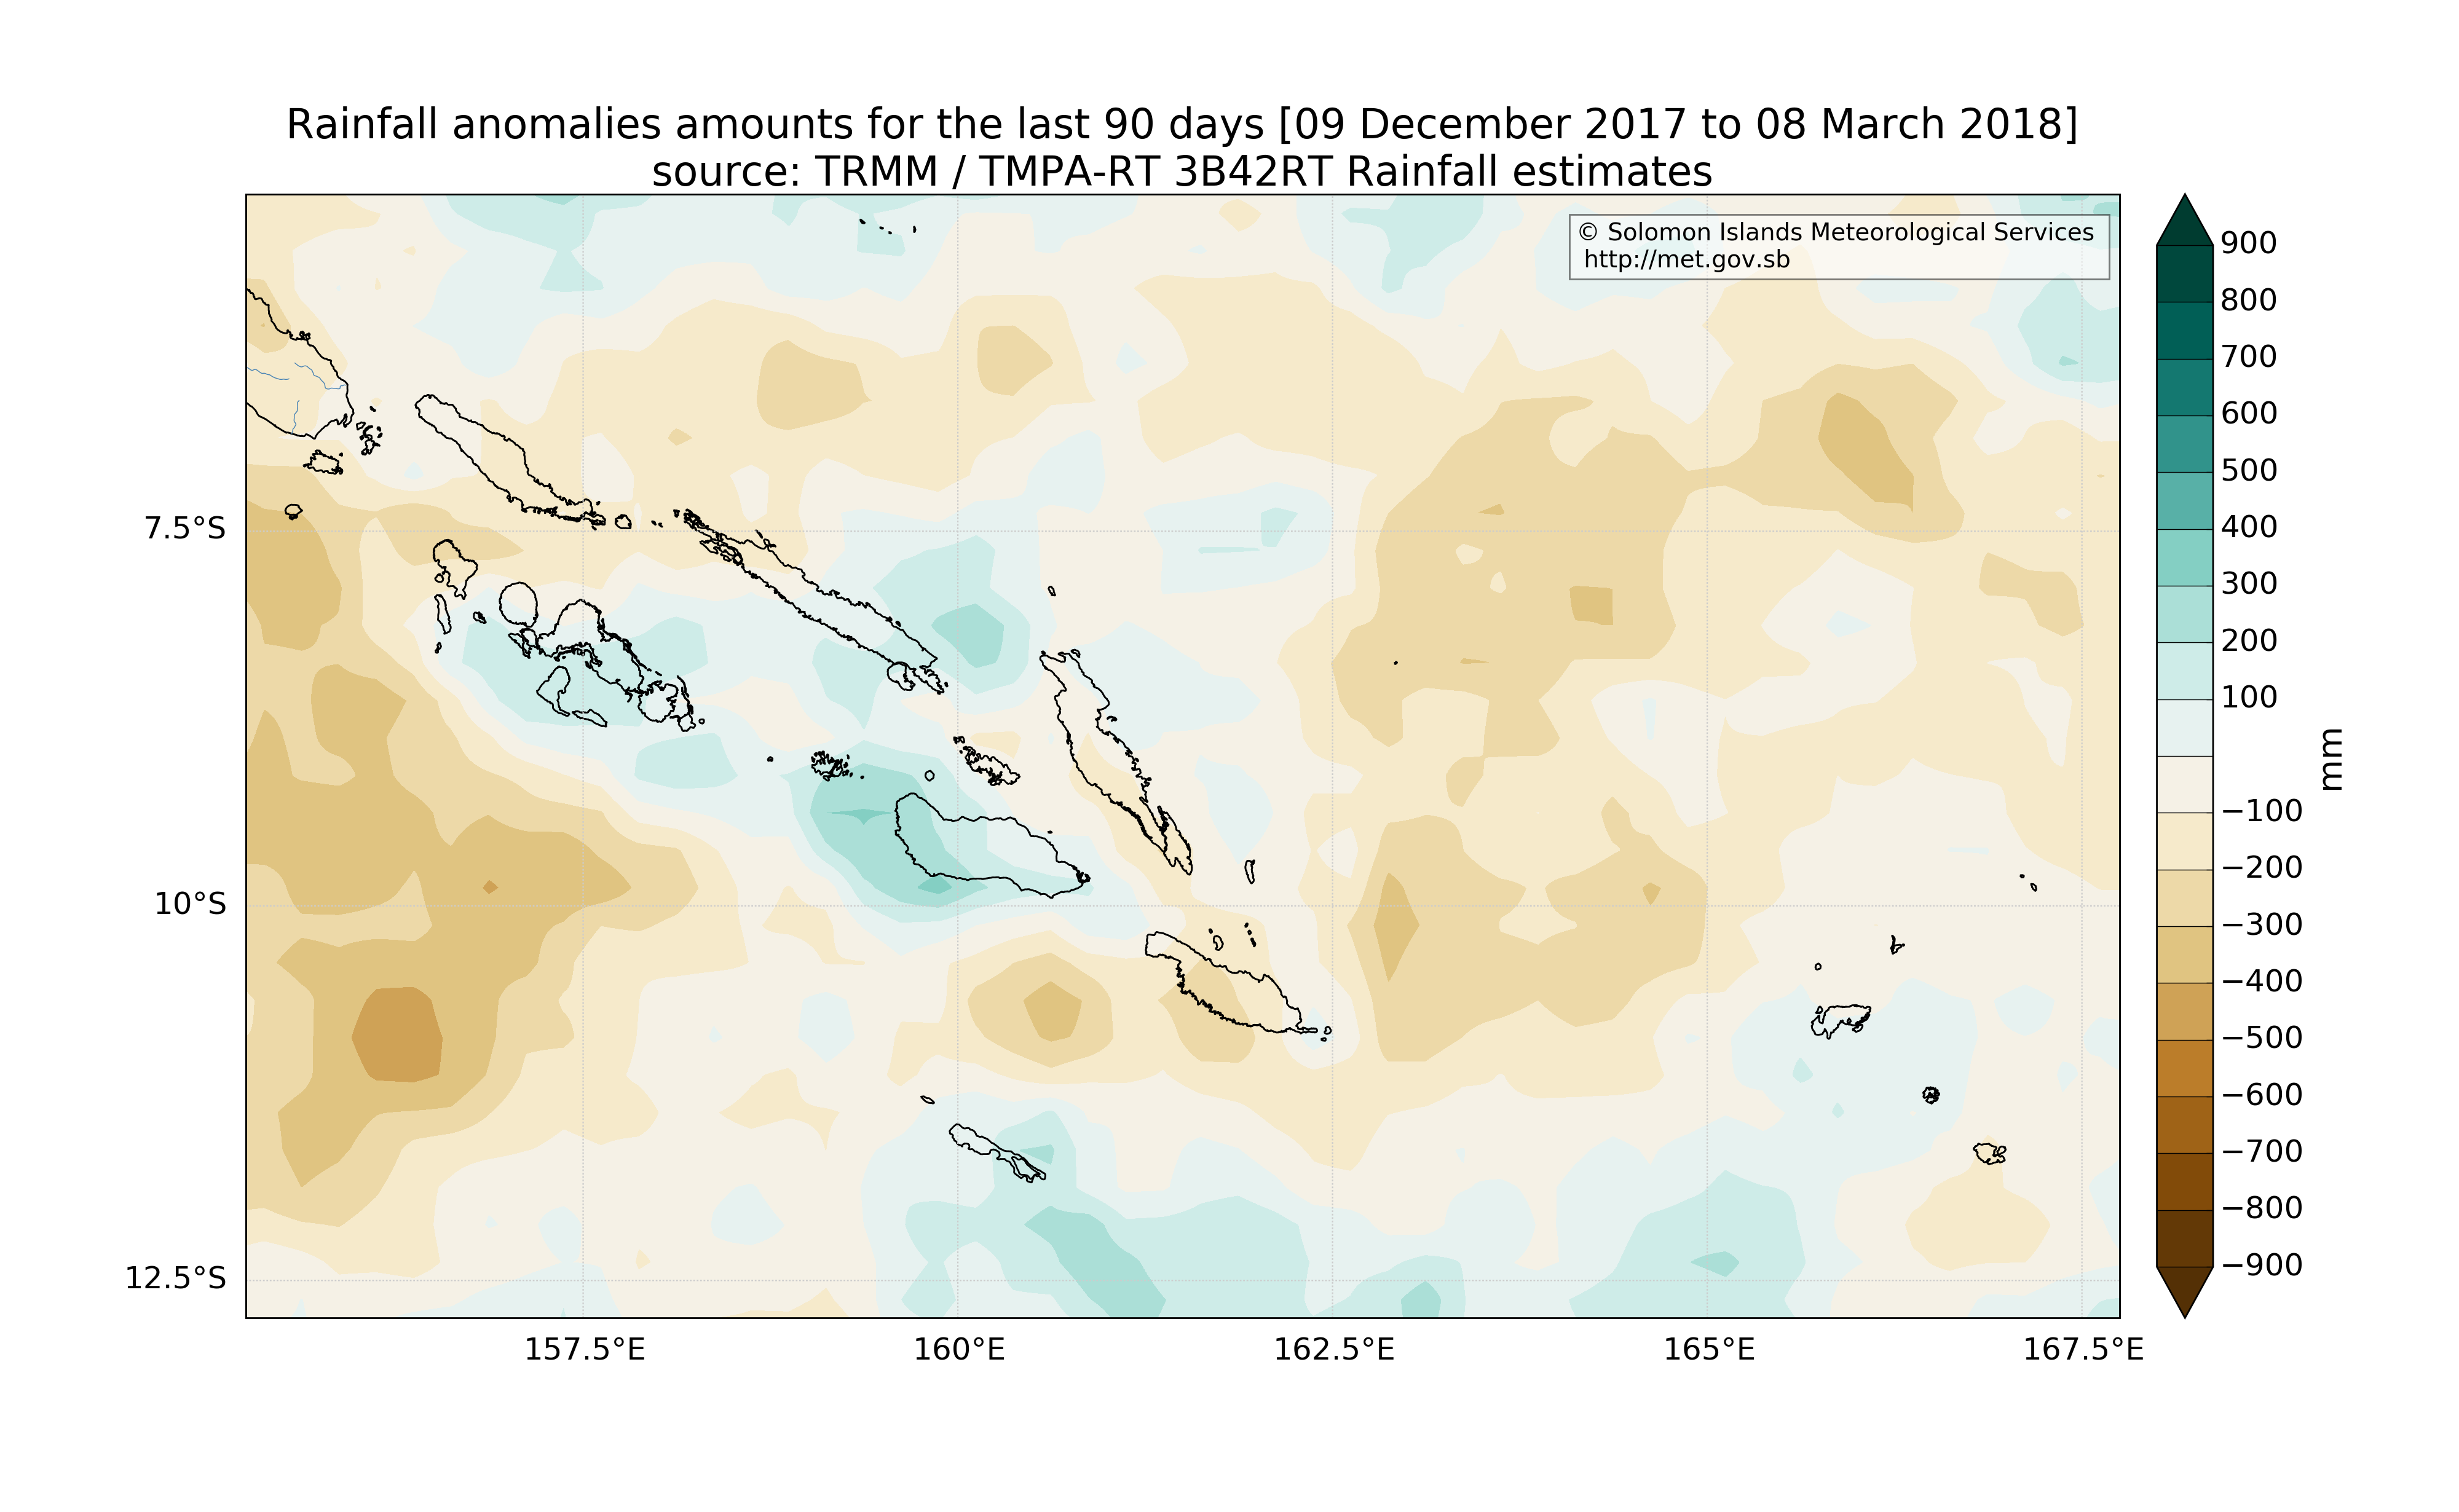 Rainfall anomalies amounts for the last 90 days [09 December 2017 to 08 March 2018]
source: TRMM / TMPA-RT 3B42RT Rainfall estimates
© Solomon Islands Meteorological Services
http://met.gov.sb
7.5°S
10°S
12.5°S
157.5°E
160°E
162.5°E
165°E
167.5°E
900
800
700
600
500
400
300
200
100
−100
−200
−300
−400
−500
−600
−700
−800
−900
mm